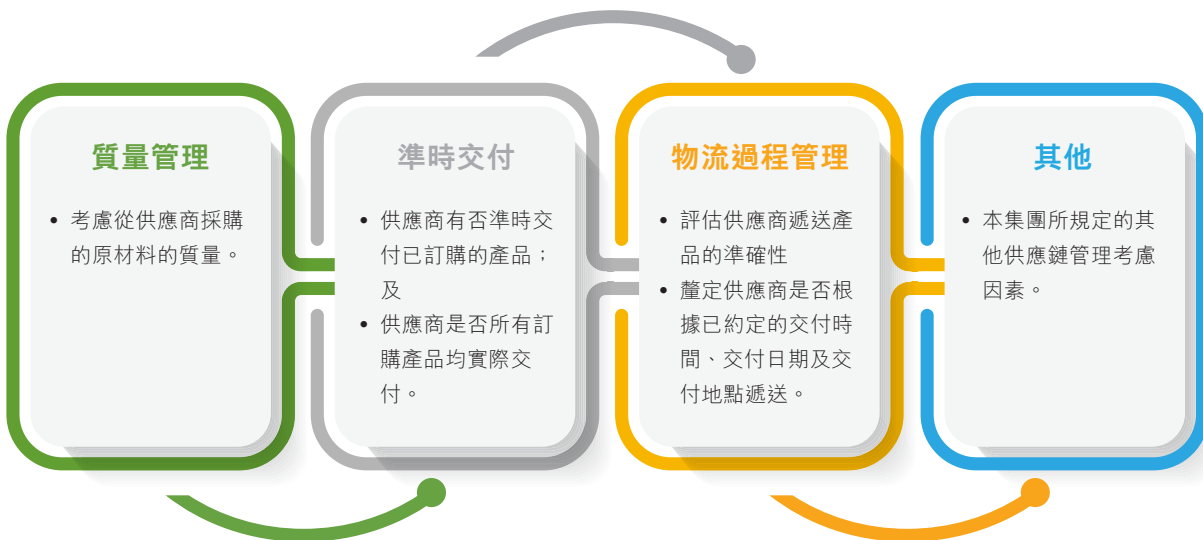 質量管理
• 考慮從供應商採購
的原材料的質量。
準時交付
• 供應商有否準時交
付已訂購的產品；
及
• 供應商是否所有訂
購產品均實際交
付。
物流過程管理
• 評估供應商遞送產
品的準確性
• 釐定供應商是否根
據已約定的交付時
間、交付日期及交
付地點遞送。
其他
• 本集團所規定的其
他供應鏈管理考慮
因素。